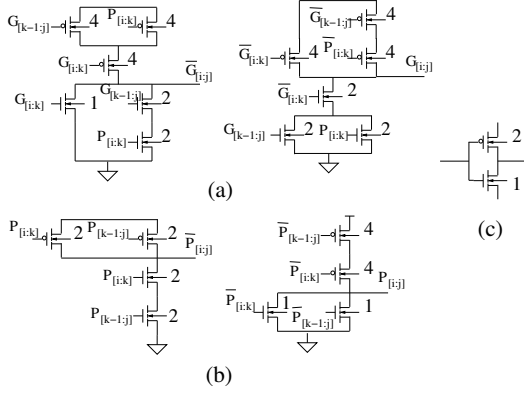 G[k−1:j] 4 P[i:k] 4
G[i:k] 4
G̅[i:j]
G[i:k] 1 G[k−1:j] 2
P[i:k] 2
G̅[k−1:j] 4
G̅[i:k] 4 P̅[i:k] 4
G[i:j]
G̅[i:k] 2
G[k−1:j] 2 P[i:k] 2
(a)
2
1
(c)
P[i:k] 2 P[k−1:j] 2 P̅[i:j]
P[i:k] 2
P[k−1:j] 2
P̅[k−1:j] 4
P̅[i:k] 4
P[i:j]
P̅[i:k] 1 P̅[k−1:j] 1
(b)